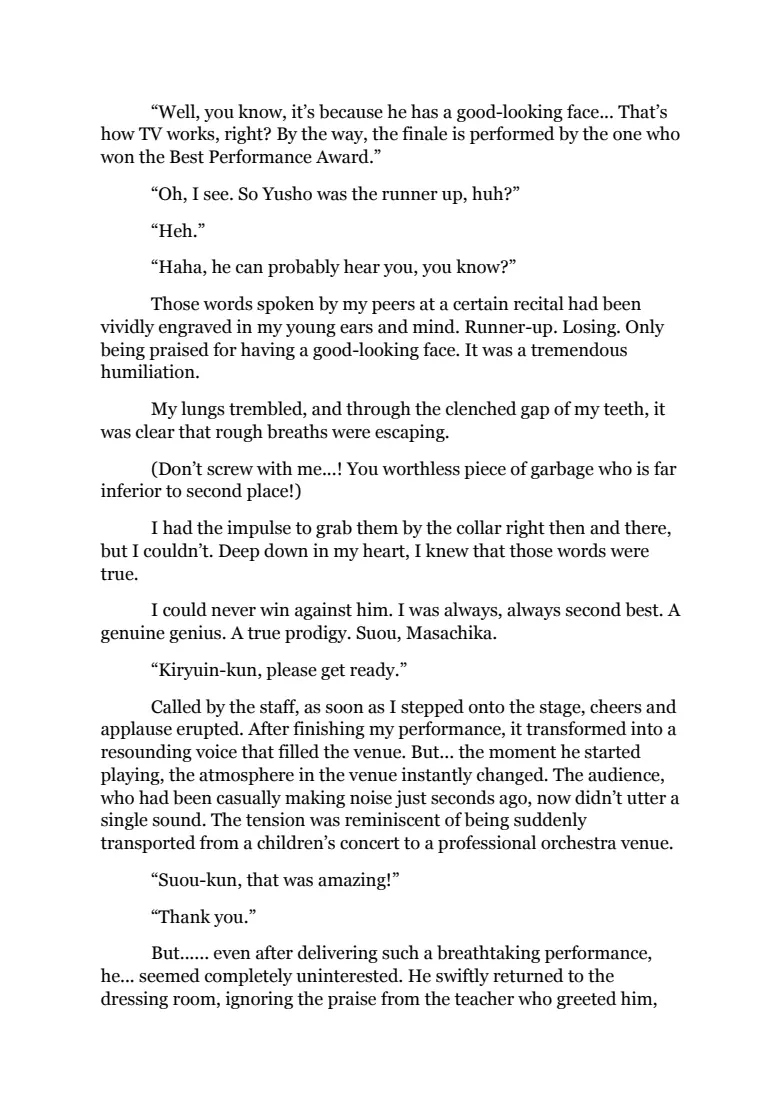 “Well, you know, it’s because he has a good-looking face... That’s
how TV works, right? By the way, the finale is performed by the one who
won the Best Performance Award.”
“Oh, I see. So Yusho was the runner up, huh?”
“Heh.”
“Haha, he can probably hear you, you know?”
Those words spoken by my peers at a certain recital had been
vividly engraved in my young ears and mind. Runner-up. Losing. Only
being praised for having a good-looking face. It was a tremendous
humiliation.
My lungs trembled, and through the clenched gap of my teeth, it
was clear that rough breaths were escaping.
(Don’t screw with me...! You worthless piece of garbage who is far
inferior to second place!)
I had the impulse to grab them by the collar right then and there,
but I couldn’t. Deep down in my heart, I knew that those words were
true.
I could never win against him. I was always, always second best. A
genuine genius. A true prodigy. Suou, Masachika.
“Kiryuin-kun, please get ready.”
Called by the staff, as soon as I stepped onto the stage, cheers and
applause erupted. After finishing my performance, it transformed into a
resounding voice that filled the venue. But... the moment he started
playing, the atmosphere in the venue instantly changed. The audience,
who had been casually making noise just seconds ago, now didn’t utter a
single sound. The tension was reminiscent of being suddenly
transported from a children’s concert to a professional orchestra venue.
“Suou-kun, that was amazing!”
“Thank you.”
But...... even after delivering such a breathtaking performance,
he... seemed completely uninterested. He swiftly returned to the
dressing room, ignoring the praise from the teacher who greeted him,